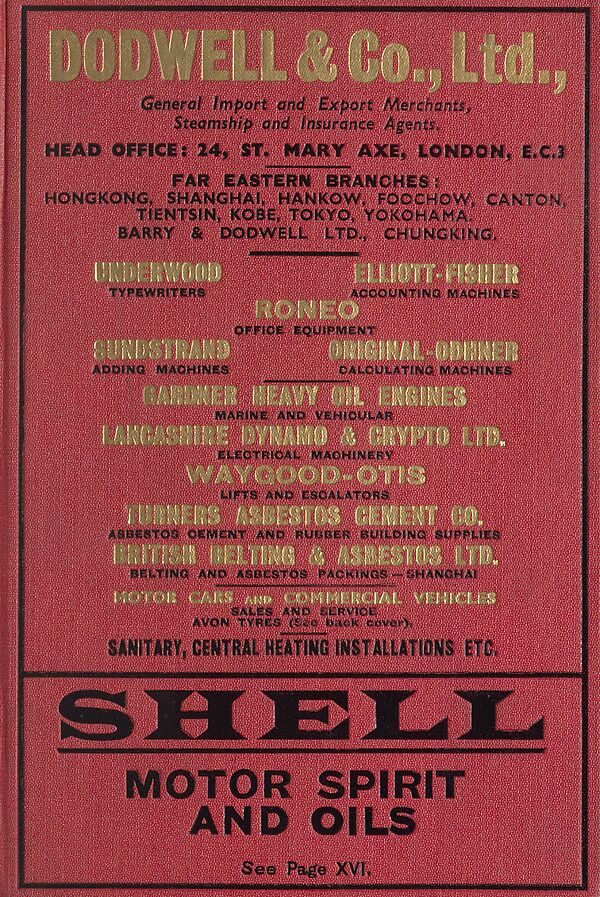 DODWELL & Co., Ltd.,
General Import and Export Merchants,
Steamship and Insurance Agents.
HEAD OFFICE: 24, ST. MARY AXE, LONDON, E.C.3
FAR EASTERN BRANCHES:
HONGKONG, SHANGHAI, HANKOW, FOOCHOW, CANTON,
TIENTSIN, KOBE, TOKYO, YOKOHAMA.
BARRY & DODWELL LTD., CHUNGKING.
UNDERWOOD ELLIOTT-FISHER
TYPEWRITERS ACCOUNTING MACHINES
RONEO
OFFICE EQUIPMENT
SUNDSTRAND ORIGINAL-ODHNER
ADDING MACHINES CALCULATING MACHINES
GARDNER HEAVY OIL ENGINES
MARINE AND VEHICULAR
LANCASHIRE DYNAMO & CRYPTO LTD.
ELECTRICAL MACHINERY
WAYGOOD-OTIS
LIFTS AND ESCALATORS
TURNERS ASBESTOS CEMENT CO.
ASBESTOS CEMENT AND RUBBER BUILDING SUPPLIES
BRITISH BELTING & ASBESTOS LTD.
BELTING AND ASBESTOS PACKINGS—SHANGHAI
MOTOR CARS AND COMMERCIAL VEHICLES
SALES AND SERVICE
AVON TYRES (See back cover).
SANITARY, CENTRAL HEATING INSTALLATIONS ETC.
SHELL
MOTOR SPIRIT
AND OILS
See Page XVI.